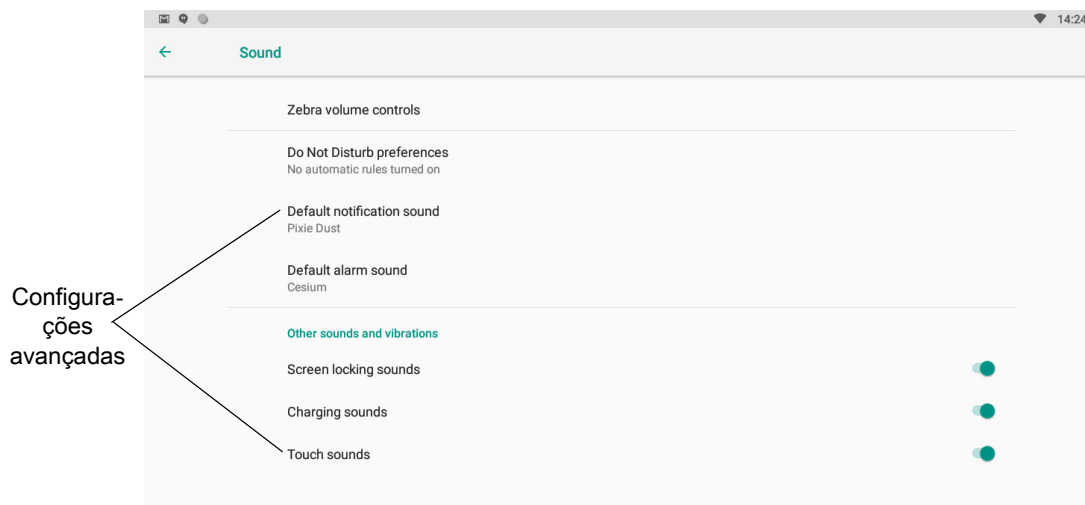 14:24
Sound
Zebra volume controls
Do Not Disturb preferences
No automatic rules turned on
Default notification sound
Pixie Dust
Default alarm sound
Cesium
Configura-
ções
avançadas
Other sounds and vibrations
Screen locking sounds
Charging sounds
Touch sounds